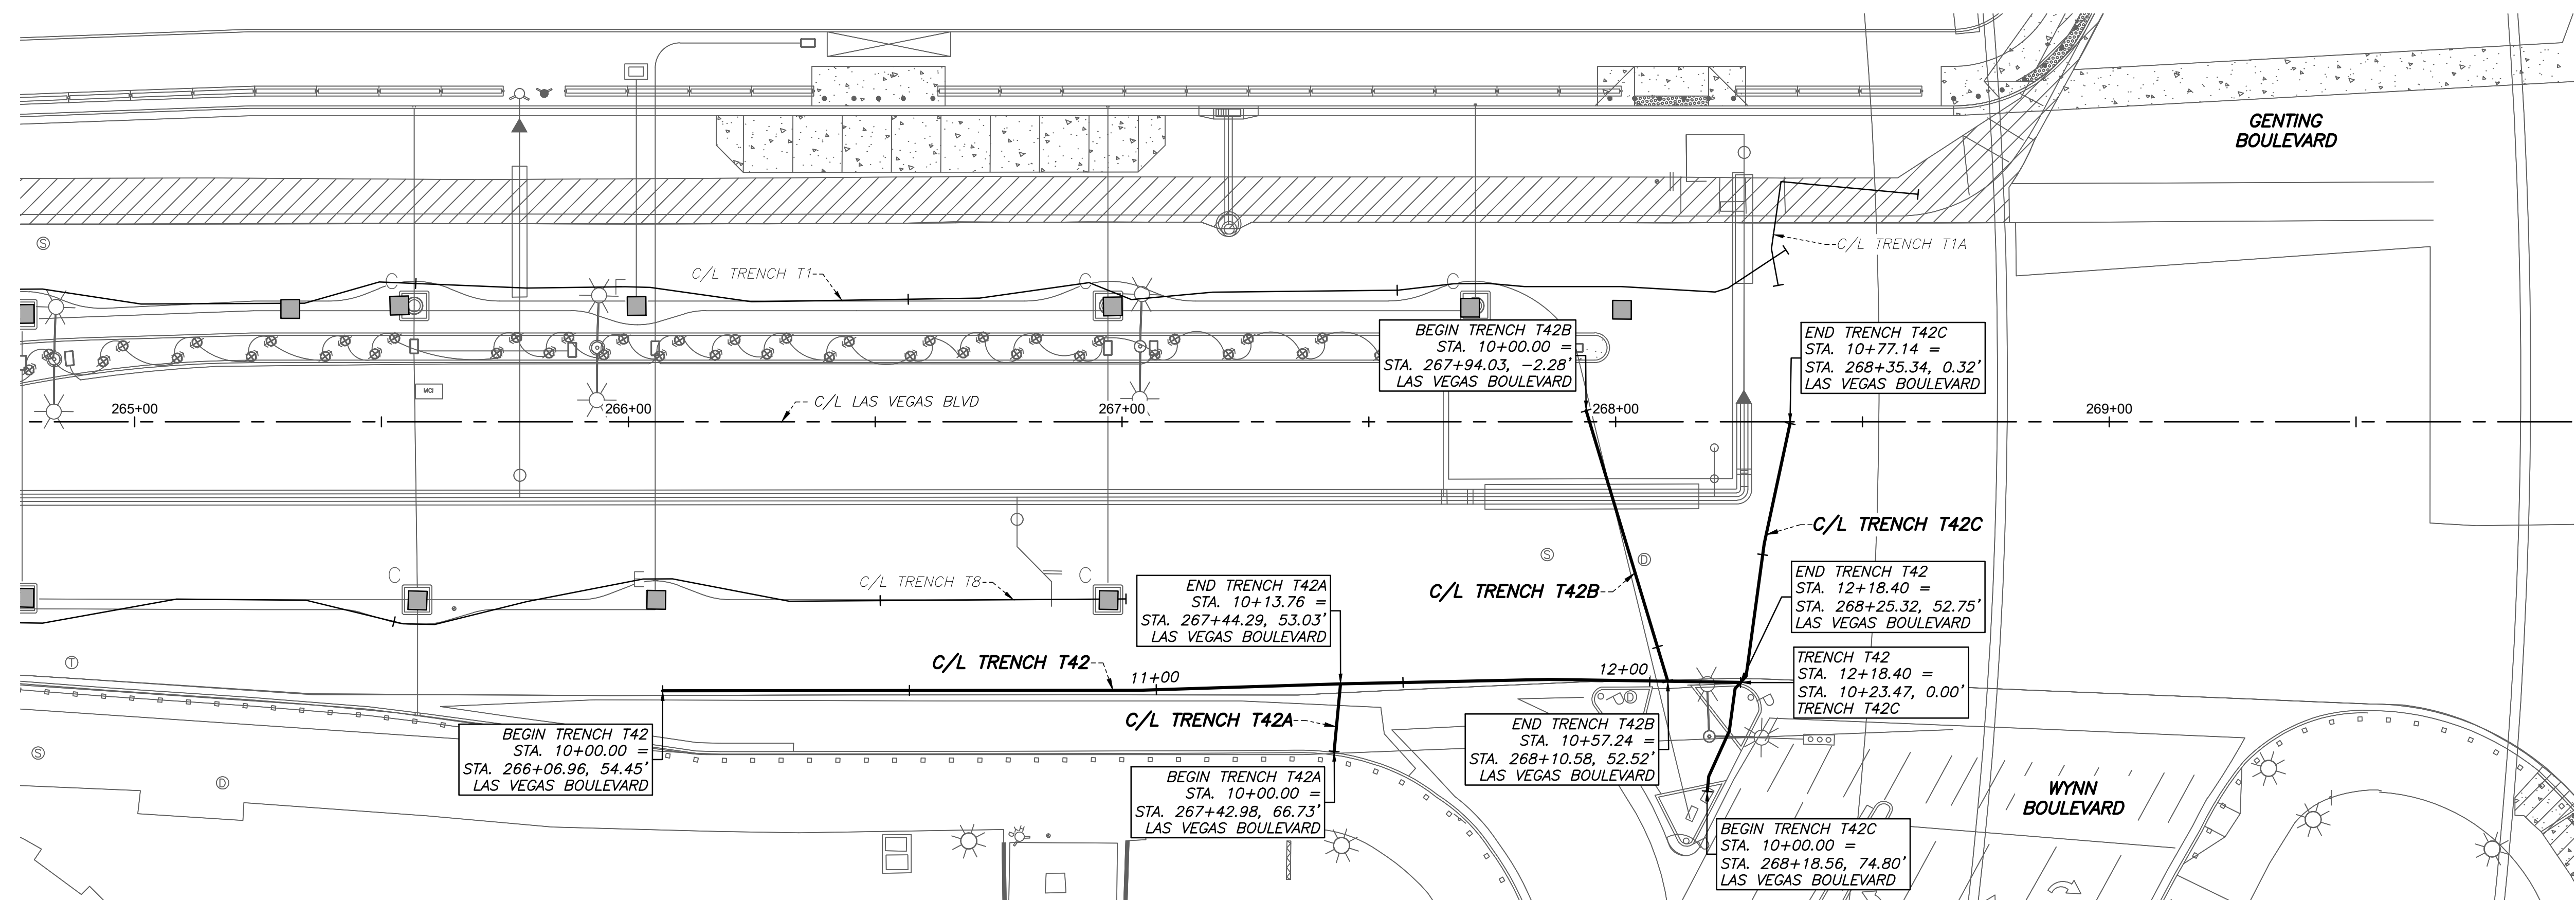 GENTING
BOULEVARD
S
C/L TRENCH T1A
C/L TRENCH T1
C
E
C
C
BEGIN TRENCH T42B
STA. 10+00.00 =
STA. 267+94.03, -2.28'
LAS VEGAS BOULEVARD
END TRENCH T42C
STA. 10+77.14 =
STA. 268+35.34, 0.32'
LAS VEGAS BOULEVARD
MCI
C/L LAS VEGAS BLVD
265+00
266+00
267+00
268+00
269+00
C/L TRENCH T42C
S
D
C
E
C/L TRENCH T8
C
END TRENCH T42A
STA. 10+13.76 =
STA. 267+44.29, 53.03'
LAS VEGAS BOULEVARD
C/L TRENCH T42B
END TRENCH T42
STA. 12+18.40 =
STA. 268+25.32, 52.75'
LAS VEGAS BOULEVARD
T
C/L TRENCH T42
11+00
12+00
TRENCH T42
STA. 12+18.40 =
STA. 10+23.47, 0.00'
TRENCH T42C
D
D
D
C/L TRENCH T42A
BEGIN TRENCH T42
STA. 10+00.00 =
STA. 266+06.96, 54.45'
LAS VEGAS BOULEVARD
END TRENCH T42B
STA. 10+57.24 =
STA. 268+10.58, 52.52'
LAS VEGAS BOULEVARD
S
D
BEGIN TRENCH T42A
STA. 10+00.00 =
STA. 267+42.98, 66.73'
LAS VEGAS BOULEVARD
WYNN
BOULEVARD
BEGIN TRENCH T42C
STA. 10+00.00 =
STA. 268+18.56, 74.80'
LAS VEGAS BOULEVARD